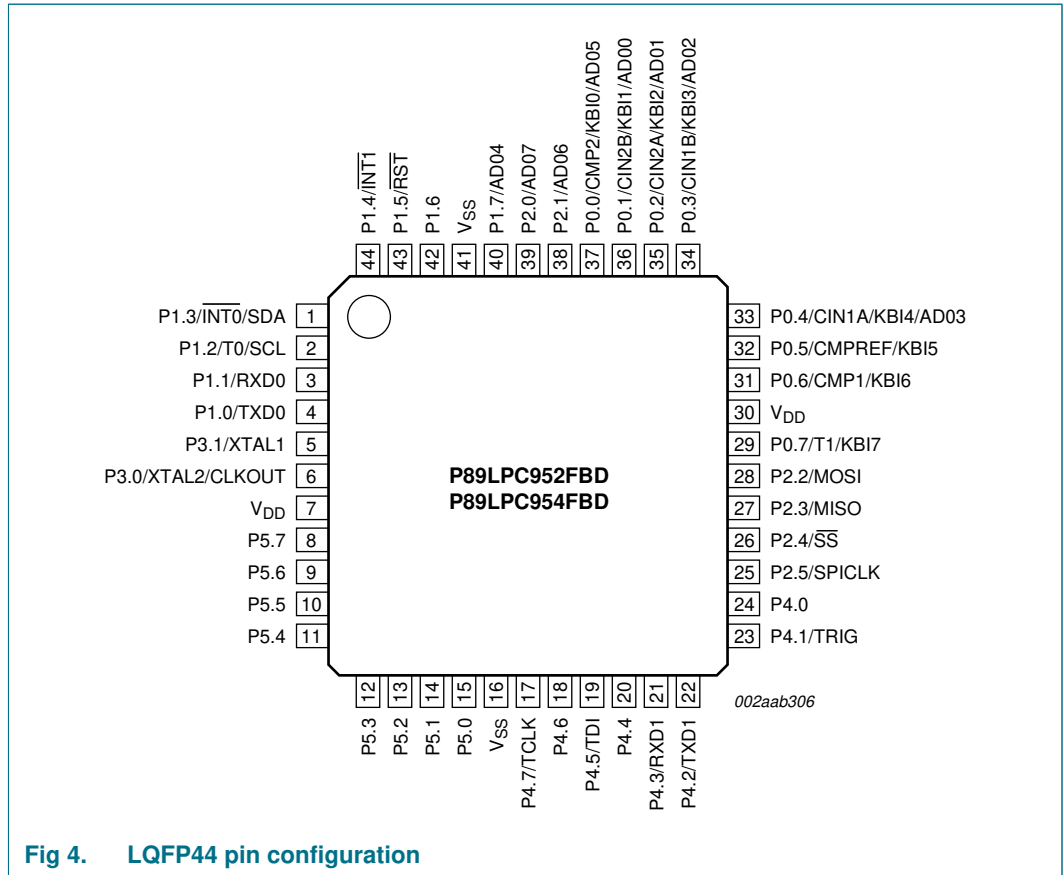 P1.4/INT1
P1.5/RST
P1.6
VSS
P1.7/AD04
P2.0/AD07
P2.1/AD06
P0.0/CMP2/KBI0/AD05
P0.1/CIN2B/KBI1/AD00
P0.2/CIN2A/KBI2/AD01
P0.3/CIN1B/KBI3/AD02
44 43 42 41 40 39 38 37 36 35 34
P1.3/INT0/SDA 1
P1.2/T0/SCL 2
P1.1/RXD0 3
P1.0/TXD0 4
P3.1/XTAL1 5
P3.0/XTAL2/CLKOUT 6
VDD 7
P5.7 8
P5.6 9
P5.5 10
P5.4 11
P89LPC952FBD
P89LPC954FBD
33 P0.4/CIN1A/KBI4/AD03
32 P0.5/CMPREF/KBI5
31 P0.6/CMP1/KBI6
30 VDD
29 P0.7/T1/KBI7
28 P2.2/MOSI
27 P2.3/MISO
26 P2.4/SS
25 P2.5/SPICLK
24 P4.0
23 P4.1/TRIG
12 13 14 15 16 17 18 19 20 21 22
P5.3
P5.2
P5.1
P5.0
VSS
P4.7/TCLK
P4.6
P4.5/TDI
P4.4
P4.3/RXD1
P4.2/TXD1
002aab306
Fig 4. LQFP44 pin configuration